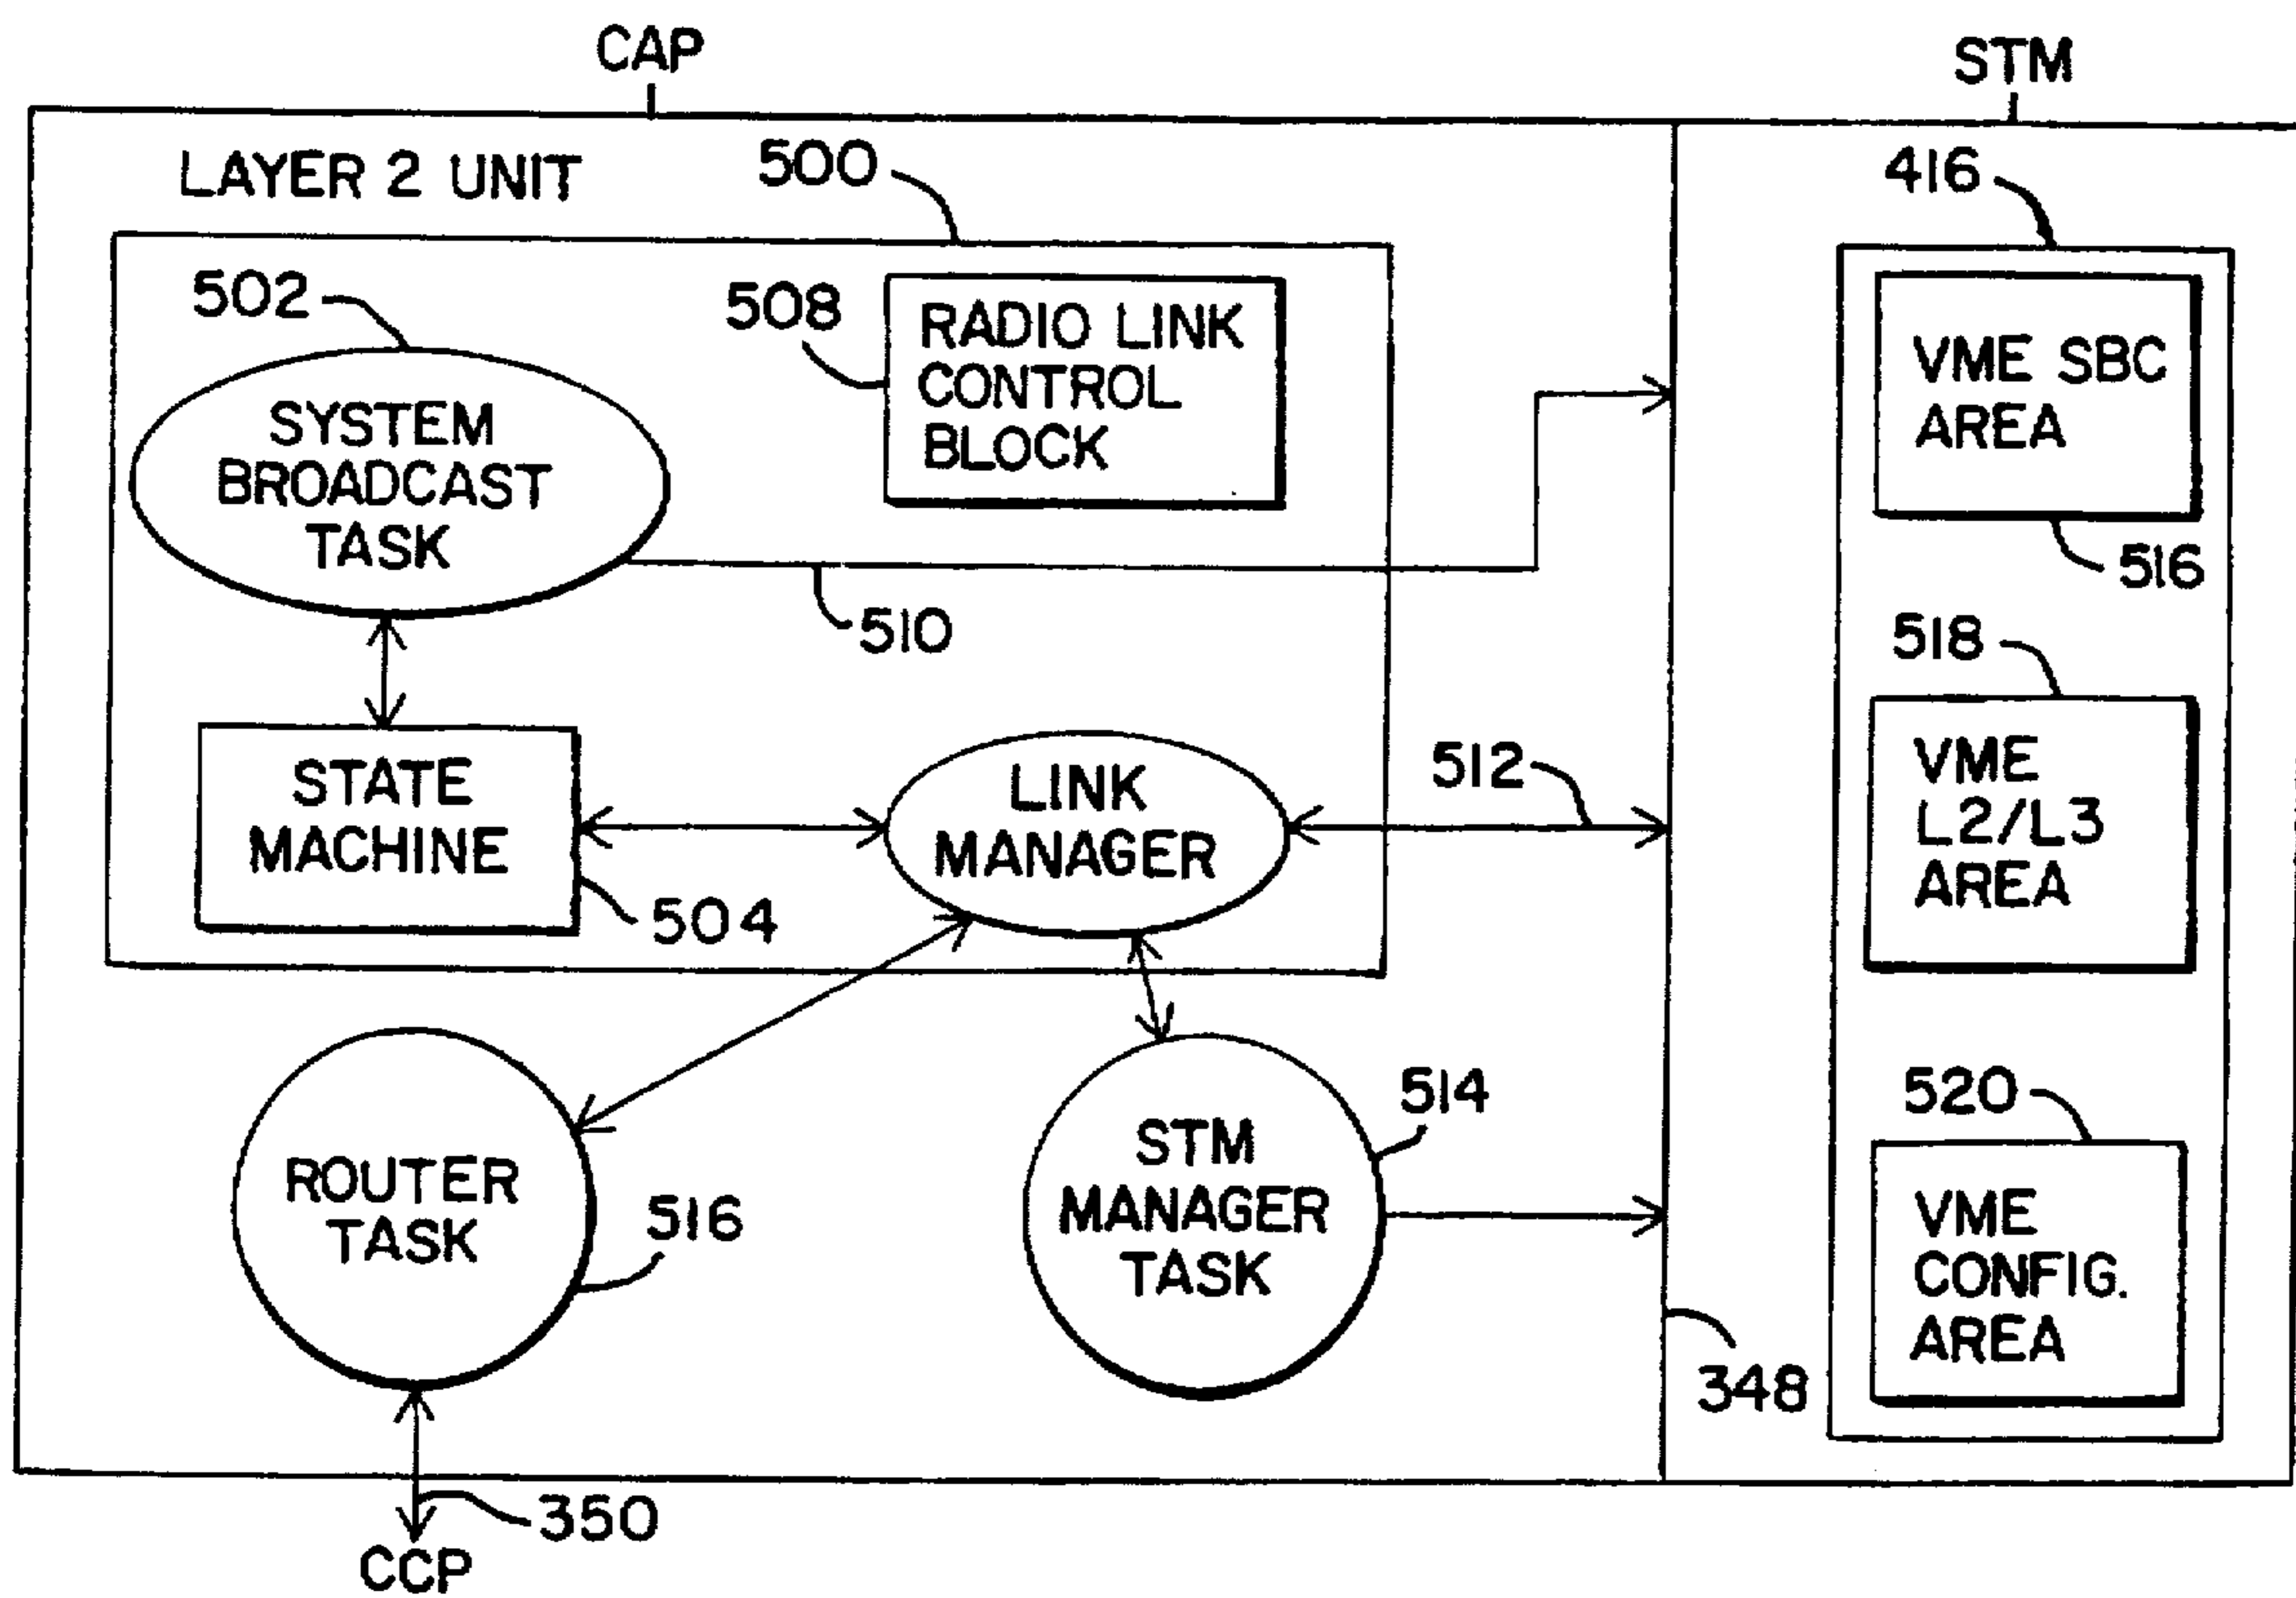 CAP
STM
LAYER 2 UNIT
500
416
502
508
RADIO LINK
CONTROL
BLOCK
VME SBC
AREA
SYSTEM
BROADCAST
TASK
516
510
518
STATE
MACHINE
LINK
MANAGER
512
VME
L2/L3
AREA
504
514
520
ROUTER
TASK
516
STM
MANAGER
TASK
VME
CONFIG.
AREA
348
350
CCP